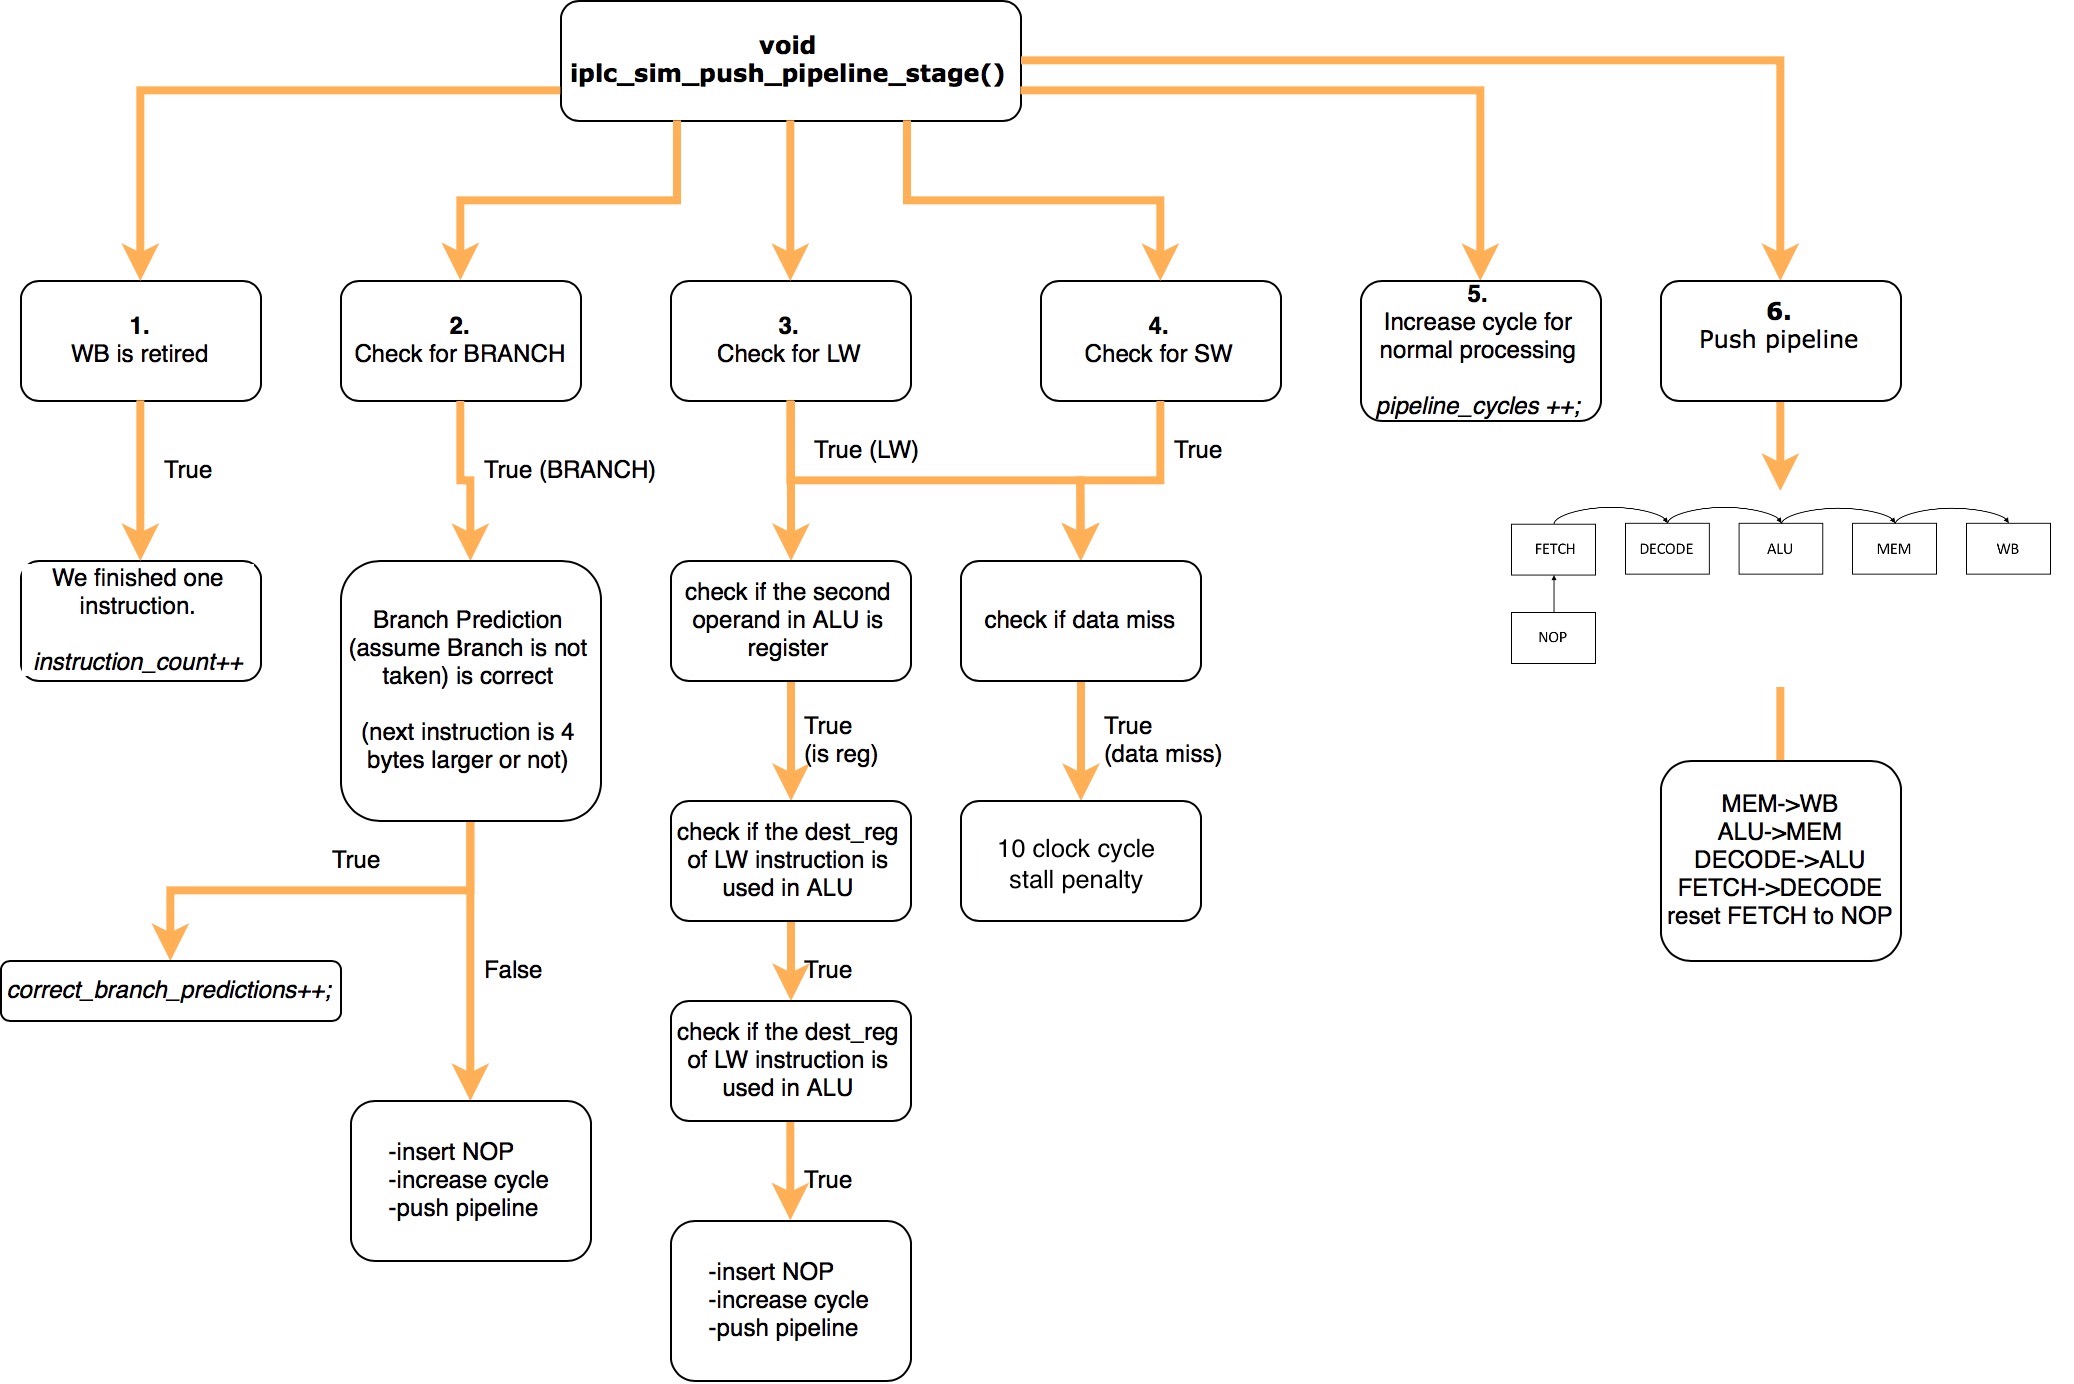 void
iplc_sim_push_pipeline_stage()
1.
WB is retired
2.
Check for BRANCH
3.
Check for LW
4.
Check for SW
5.
Increase cycle for
normal processing
pipeline_cycles ++;
6.
Push pipeline
True
True (BRANCH)
True (LW)
True
We finished one
instruction.
instruction_count++
Branch Prediction
(assume Branch is not
taken) is correct
(next instruction is 4
bytes larger or not)
check if the second
operand in ALU is
register
check if data miss
FETCH
DECODE
ALU
MEM
WB
NOP
True
(is reg)
True
(data miss)
True
False
correct_branch_predictions++;
check if the dest_reg
of LW instruction is
used in ALU
10 clock cycle
stall penalty
MEM->WB
ALU->MEM
DECODE->ALU
FETCH->DECODE
reset FETCH to NOP
True
check if the dest_reg
of LW instruction is
used in ALU
-insert NOP
-increase cycle
-push pipeline
True
-insert NOP
-increase cycle
-push pipeline